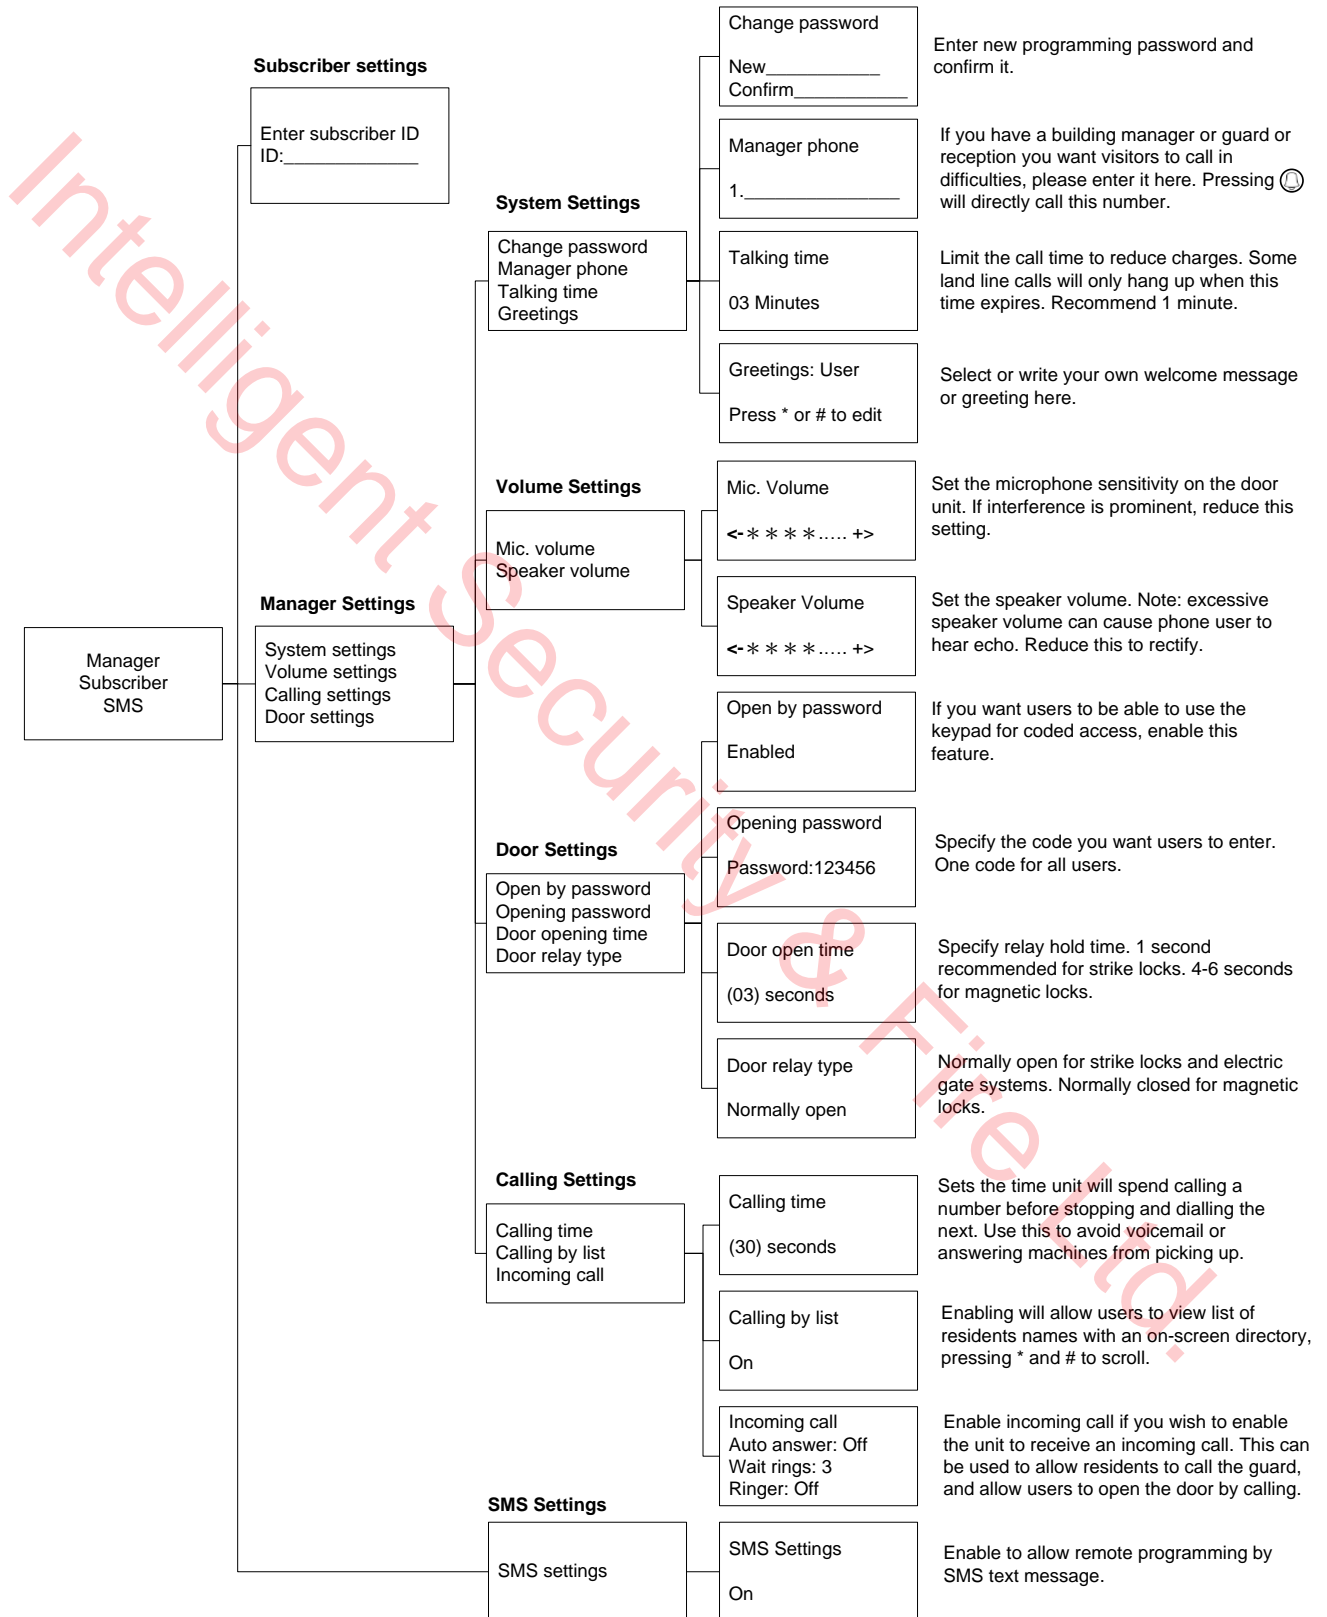 Subscriber settings
Enter subscriber ID
ID:_____________
Manager
Subscriber
SMS
Manager Settings
System settings
Volume settings
Calling settings
Door settings
System Settings
Change password
Manager phone
Talking time
Greetings
Change password
New___________
Confirm___________
Enter new programming password and
confirm it.
Manager phone
1._______________
If you have a building manager or guard or
reception you want visitors to call in
difficulties, please enter it here. Pressing
will directly call this number.
Talking time
03 Minutes
Limit the call time to reduce charges. Some
land line calls will only hang up when this
time expires. Recommend 1 minute.
Greetings: User
Press * or # to edit
Select or write your own welcome message
or greeting here.
Volume Settings
Mic. volume
Speaker volume
Mic. Volume
<-＊＊＊＊..... +>
Set the microphone sensitivity on the door
unit. If interference is prominent, reduce this
setting.
Speaker Volume
<-＊＊＊＊..... +>
Set the speaker volume. Note: excessive
speaker volume can cause phone user to
hear echo. Reduce this to rectify.
Door Settings
Open by password
Opening password
Door opening time
Door relay type
Open by password
Enabled
If you want users to be able to use the
keypad for coded access, enable this
feature.
Opening password
Password:123456
Specify the code you want users to enter.
One code for all users.
Door open time
(03) seconds
Specify relay hold time. 1 second
recommended for strike locks. 4-6 seconds
for magnetic locks.
Door relay type
Normally open
Normally open for strike locks and electric
gate systems. Normally closed for magnetic
locks.
Calling Settings
Calling time
Calling by list
Incoming call
Calling time
(30) seconds
Sets the time unit will spend calling a
number before stopping and dialling the
next. Use this to avoid voicemail or
answering machines from picking up.
Calling by list
On
Enabling will allow users to view list of
residents names with an on-screen directory,
pressing * and # to scroll.
Incoming call
Auto answer: Off
Wait rings: 3
Ringer: Off
Enable incoming call if you wish to enable
the unit to receive an incoming call. This can
be used to allow residents to call the guard,
and allow users to open the door by calling.
SMS Settings
SMS settings
SMS Settings
On
Enable to allow remote programming by
SMS text message.
Intelligent Security & Fire Ltd.